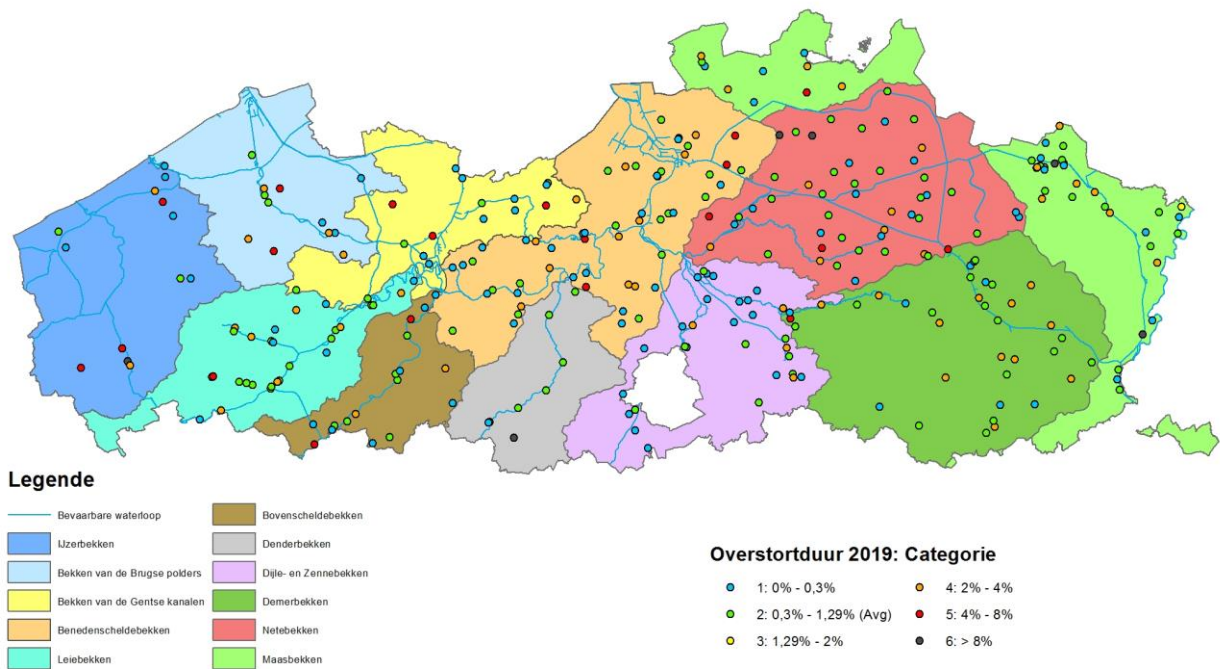 Legende
Bevaarbare waterloop
IJzerbekken
Bekken van de Brugse polders
Bekken van de Gentse kanalen
Benedenscheldebekken
Leiebekken
Bovenscheldebekken
Denderbekken
Dijle- en Zennebekken
Demerbekken
Netebekken
Maasbekken
Overstortduur 2019: Categorie
1: 0% - 0,3%
2: 0,3% - 1,29% (Avg)
3: 1,29% - 2%
4: 2% - 4%
5: 4% - 8%
6: > 8%